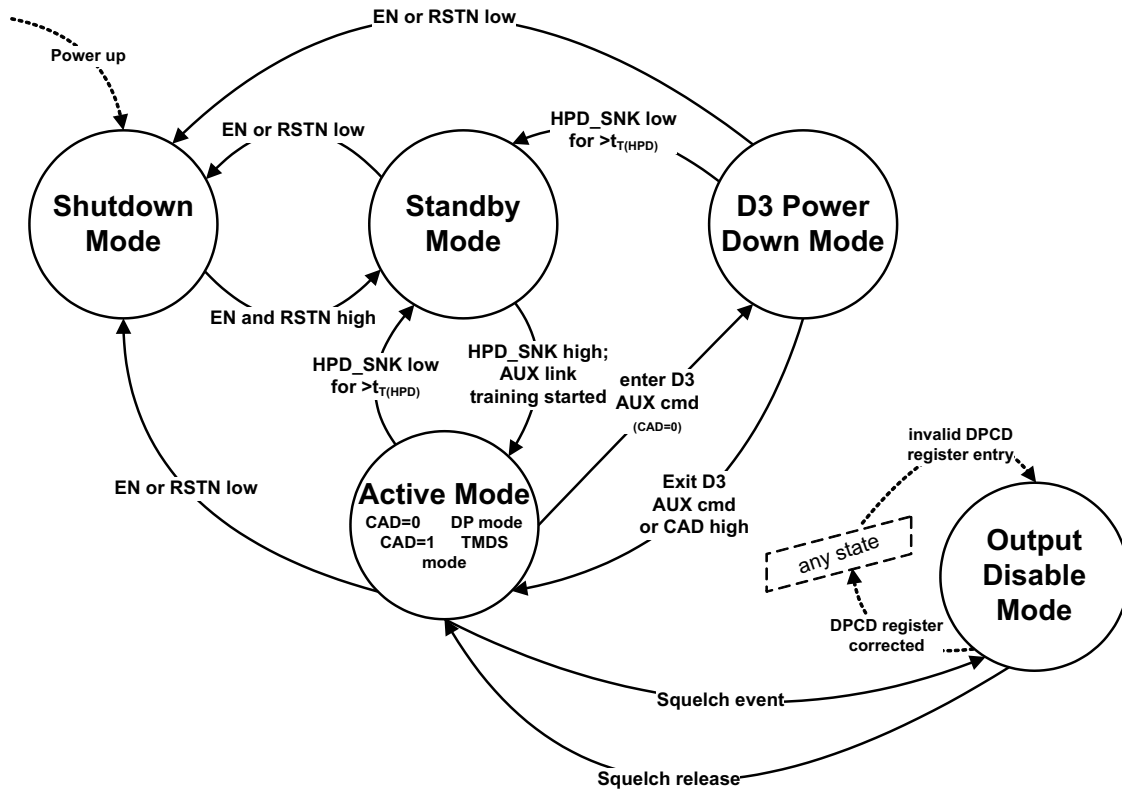 EN or RSTN low
Power up
HPD_SNK low
for >tT(HPD)
EN or RSTN low
Shutdown
Mode
Standby
Mode
D3 Power
Down Mode
EN and RSTN high
HPD_SNK low
for >tT(HPD)
HPD_SNK high;
AUX link
training started
enter D3
AUX cmd
(CAD=0)
invalid DPCD
register entry
EN or RSTN low
Active Mode
CAD=0 DP mode
CAD=1 TMDS
mode
Exit D3
AUX cmd
or CAD high
any state
Output
Disable
Mode
DPCD register
corrected
Squelch event
Squelch release